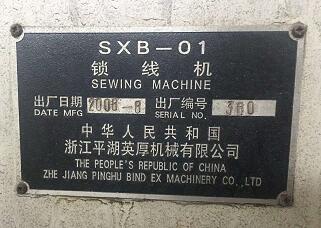 SXB-01
锁线机
SEWING MACHINE
出厂日期 2008-8 出厂编号 380
DATE MFG SERIAL NO.
中华人民共和国
浙江平湖英厚机械有限公司
THE PEOPLE'S REPUBLIC OF CHINA
ZHE JIANG PINGHU BIND EX MACHINERY CO.,LTD